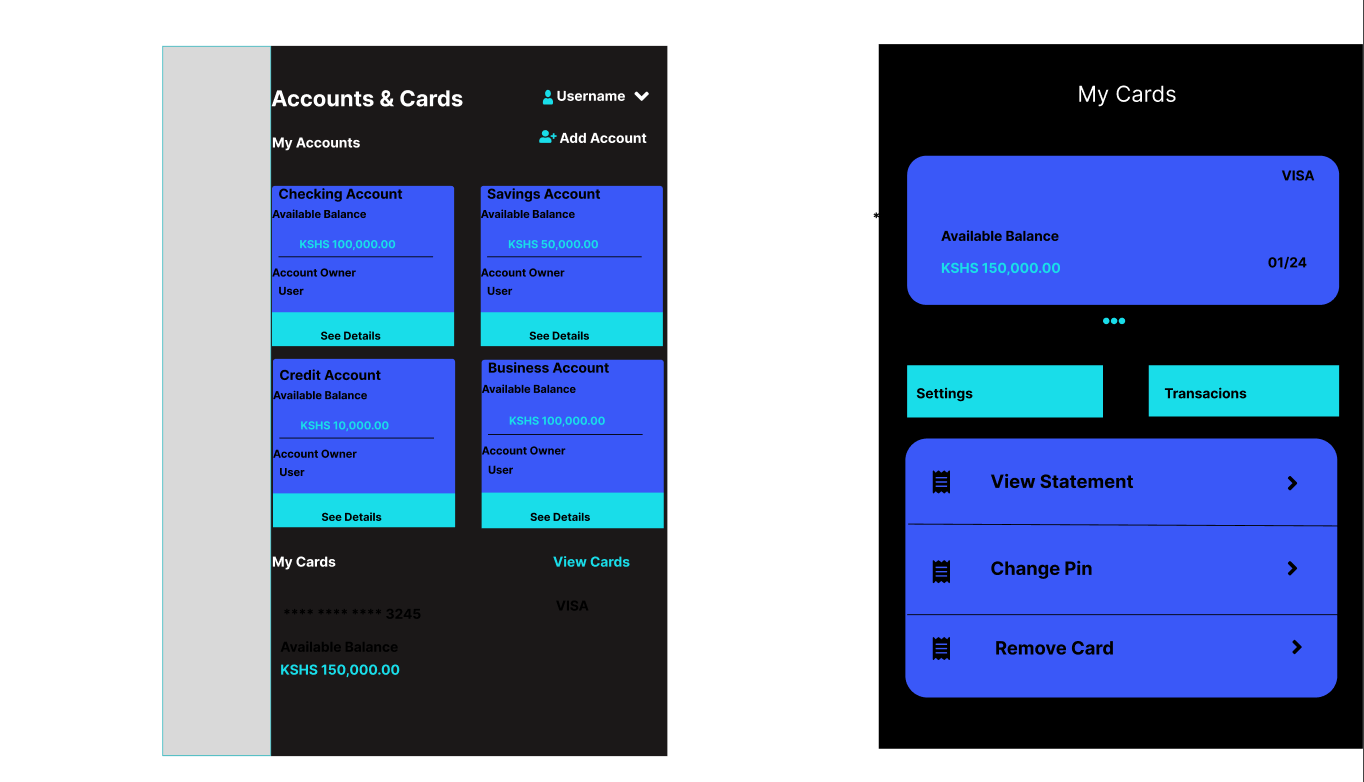 Accounts & Cards
Username
My Accounts
Add Account
Checking Account
Available Balance
KSHS 100,000.00
Account Owner
User
See Details
Savings Account
Available Balance
KSHS 50,000.00
Account Owner
User
See Details
Credit Account
Available Balance
KSHS 10,000.00
Account Owner
User
See Details
Business Account
Available Balance
KSHS 100,000.00
Account Owner
User
See Details
My Cards
View Cards
**** **** **** 3245
VISA
Available Balance
KSHS 150,000.00
My Cards
VISA
*
Available Balance
KSHS 150,000.00
01/24
Settings
Transacions
View Statement
Change Pin
Remove Card